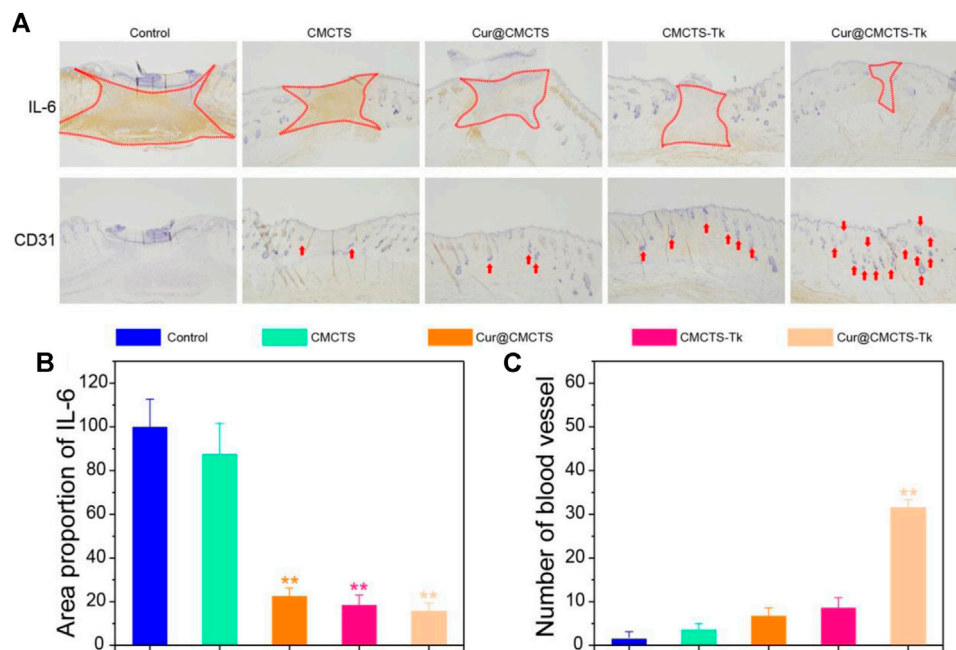 A
Control CMCTS Cur@CMCTS CMCTS-Tk Cur@CMCTS-Tk
IL-6
CD31
Control CMCTS Cur@CMCTS CMCTS-Tk Cur@CMCTS-Tk
B
Area proportion of IL-6
120
100
80
60
40
20
0
** ** **
C
Number of blood vessel
60
50
40
30
20
10
0
**